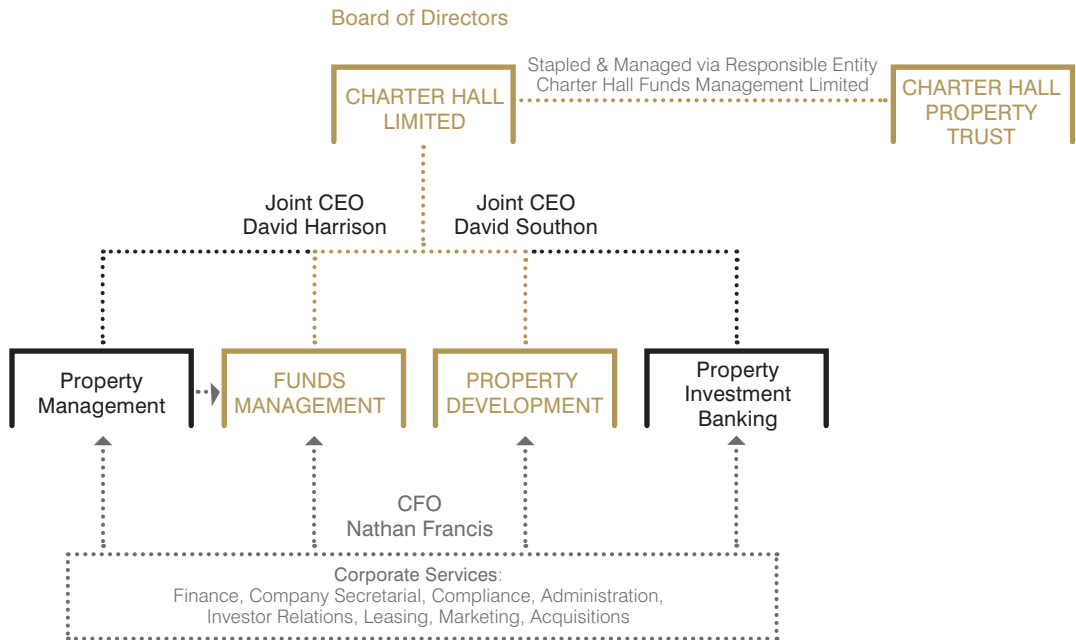 Board of Directors
Stapled & Managed via Responsible Entity
Charter Hall Funds Management Limited
CHARTER HALL
LIMITED
CHARTER HALL
PROPERTY
TRUST
Joint CEO
David Harrison
Joint CEO
David Southon
Property
Management
FUNDS
MANAGEMENT
PROPERTY
DEVELOPMENT
Property
Investment
Banking
CFO
Nathan Francis
Corporate Services:
Finance, Company Secretarial, Compliance, Administration,
Investor Relations, Leasing, Marketing, Acquisitions